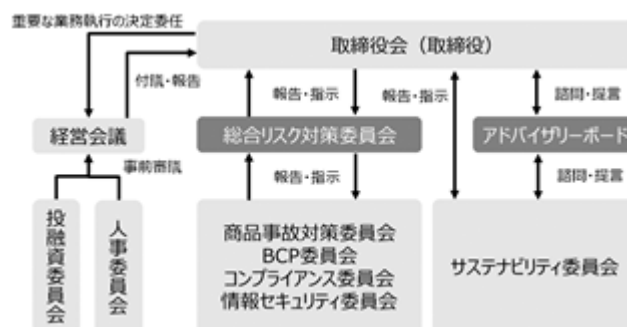 重要な業務執行の決定委任
取締役会（取締役）
付議・報告
報告・指示
報告・指示
諮問・提言
経営会議
総合リスク対策委員会
アドバイザリーボード
事前審議
報告・指示
諮問・提言
投融資委員会
人事委員会
商品事故対策委員会
BCP委員会
コンプライアンス委員会
情報セキュリティ委員会
サステナビリティ委員会